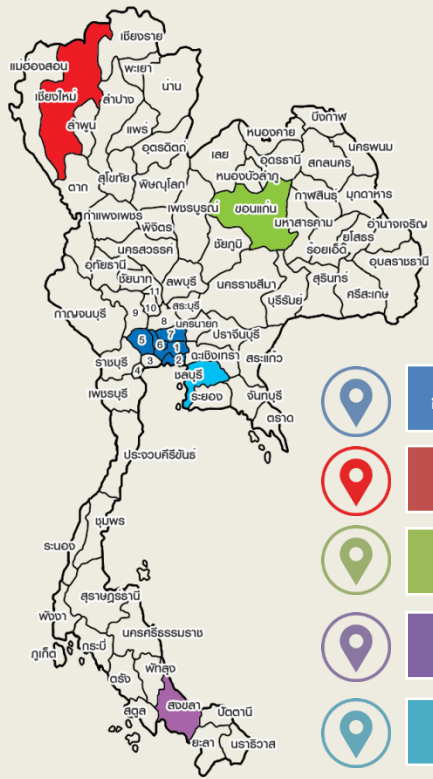 เชียงราย
แม่ฮ่องสอน
พะเยา
น่าน
เชียงใหม่
ลำปาง
ลำพูน
แพร่
อุตรดิตถ์
บึงกาฬ
หนองคาย
เลย
อุดรธานี
นครพนม
สกลนคร
หนองบัวลำภู
ตาก
สุโขทัย
พิษณุโลก
เพชรบูรณ์
ขอนแก่น
กาฬสินธุ์
มุกดาหาร
มหาสารคาม
กำแพงเพชร
พิจิตร
อำนาจเจริญ
ยโสธร
ร้อยเอ็ด
อุบลราชธานี
ชัยภูมิ
นครสวรรค์
อุทัยธานี
ชัยนาท
ลพบุรี
นครราชสีมา
บุรีรัมย์
สุรินทร์
ศรีสะเกษ
11
สระบุรี
กาญจนบุรี
9
10
8
นครนายก
ปราจีนบุรี
7
5
6
1
ฉะเชิงเทรา
สระแก้ว
ราชบุรี
3
2
4
ชลบุรี
เพชรบุรี
ระยอง
จันทบุรี
ตราด
ประจวบคีรีขันธ์
ชุมพร
ระนอง
สุราษฎร์ธานี
พังงา
นครศรีธรรมราช
ภูเก็ต
กระบี่
ตรัง
พัทลุง
สตูล
สงขลา
ปัตตานี
ยะลา
นราธิวาส